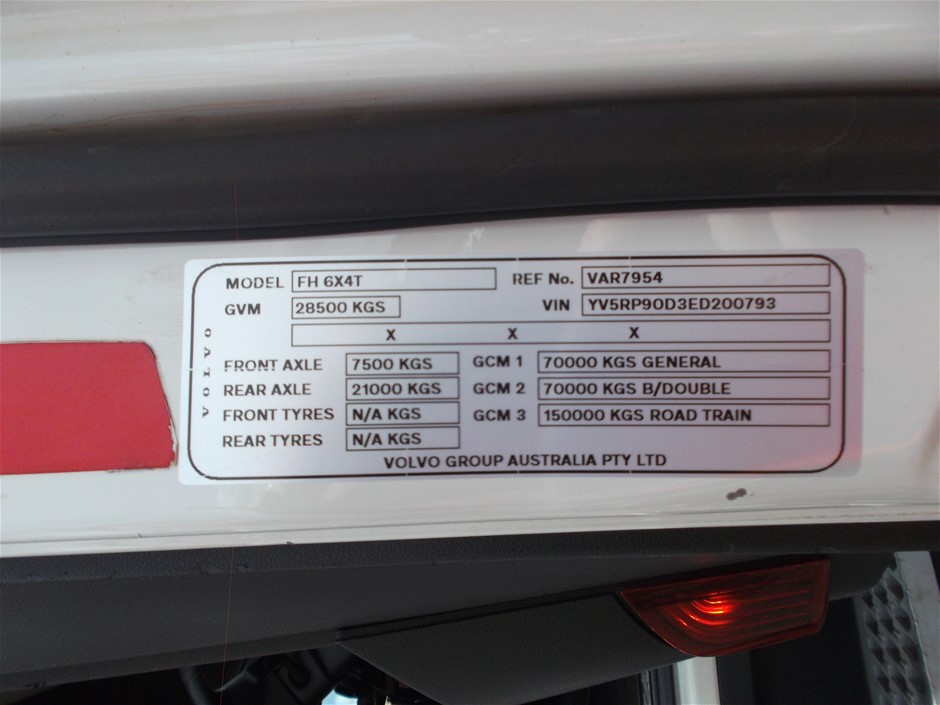 MODEL FH 6X4T REF No. VAR7954
GVM 28500 KGS VIN YV5RP90D3ED200793
X X X
VOLVO
FRONT AXLE 7500 KGS GCM 1 70000 KGS GENERAL
REAR AXLE 21000 KGS GCM 2 70000 KGS B/DOUBLE
FRONT TYRES N/A KGS GCM 3 150000 KGS ROAD TRAIN
REAR TYRES N/A KGS
VOLVO GROUP AUSTRALIA PTY LTD